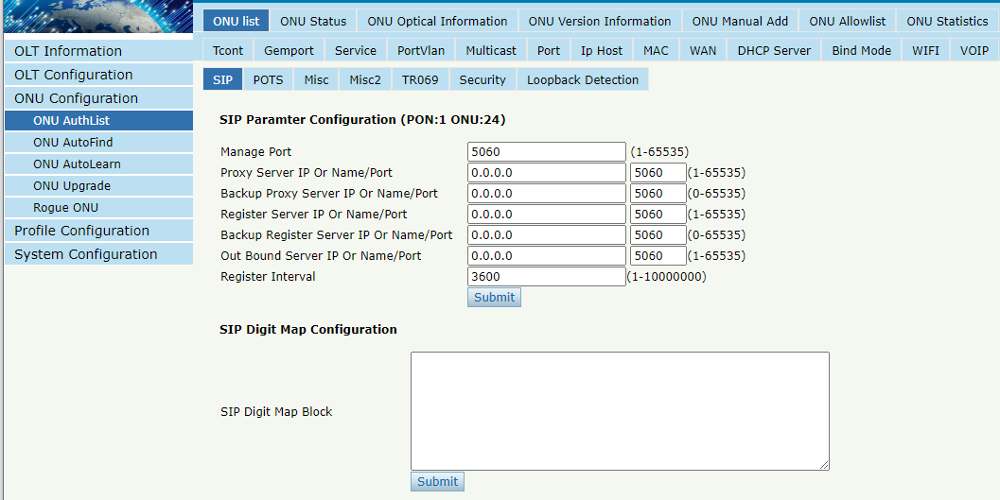 ONU list ONU Status ONU Optical Information ONU Version Information ONU Manual Add ONU Allowlist ONU Statistics
Tcont Gemport Service PortVlan Multicast Port Ip Host MAC WAN DHCP Server Bind Mode WIFI VOIP
SIP POTS Misc Misc2 TR069 Security Loopback Detection
OLT Information
OLT Configuration
ONU Configuration
ONU AuthList
ONU AutoFind
ONU AutoLearn
ONU Upgrade
Rogue ONU
Profile Configuration
System Configuration
SIP Paramter Configuration (PON:1 ONU:24)
Manage Port 5060 (1-65535)
Proxy Server IP Or Name/Port 0.0.0.0 5060 (1-65535)
Backup Proxy Server IP Or Name/Port 0.0.0.0 5060 (0-65535)
Register Server IP Or Name/Port 0.0.0.0 5060 (1-65535)
Backup Register Server IP Or Name/Port 0.0.0.0 5060 (0-65535)
Out Bound Server IP Or Name/Port 0.0.0.0 5060 (1-65535)
Register Interval 3600 (1-10000000)
Submit
SIP Digit Map Configuration
SIP Digit Map Block
Submit